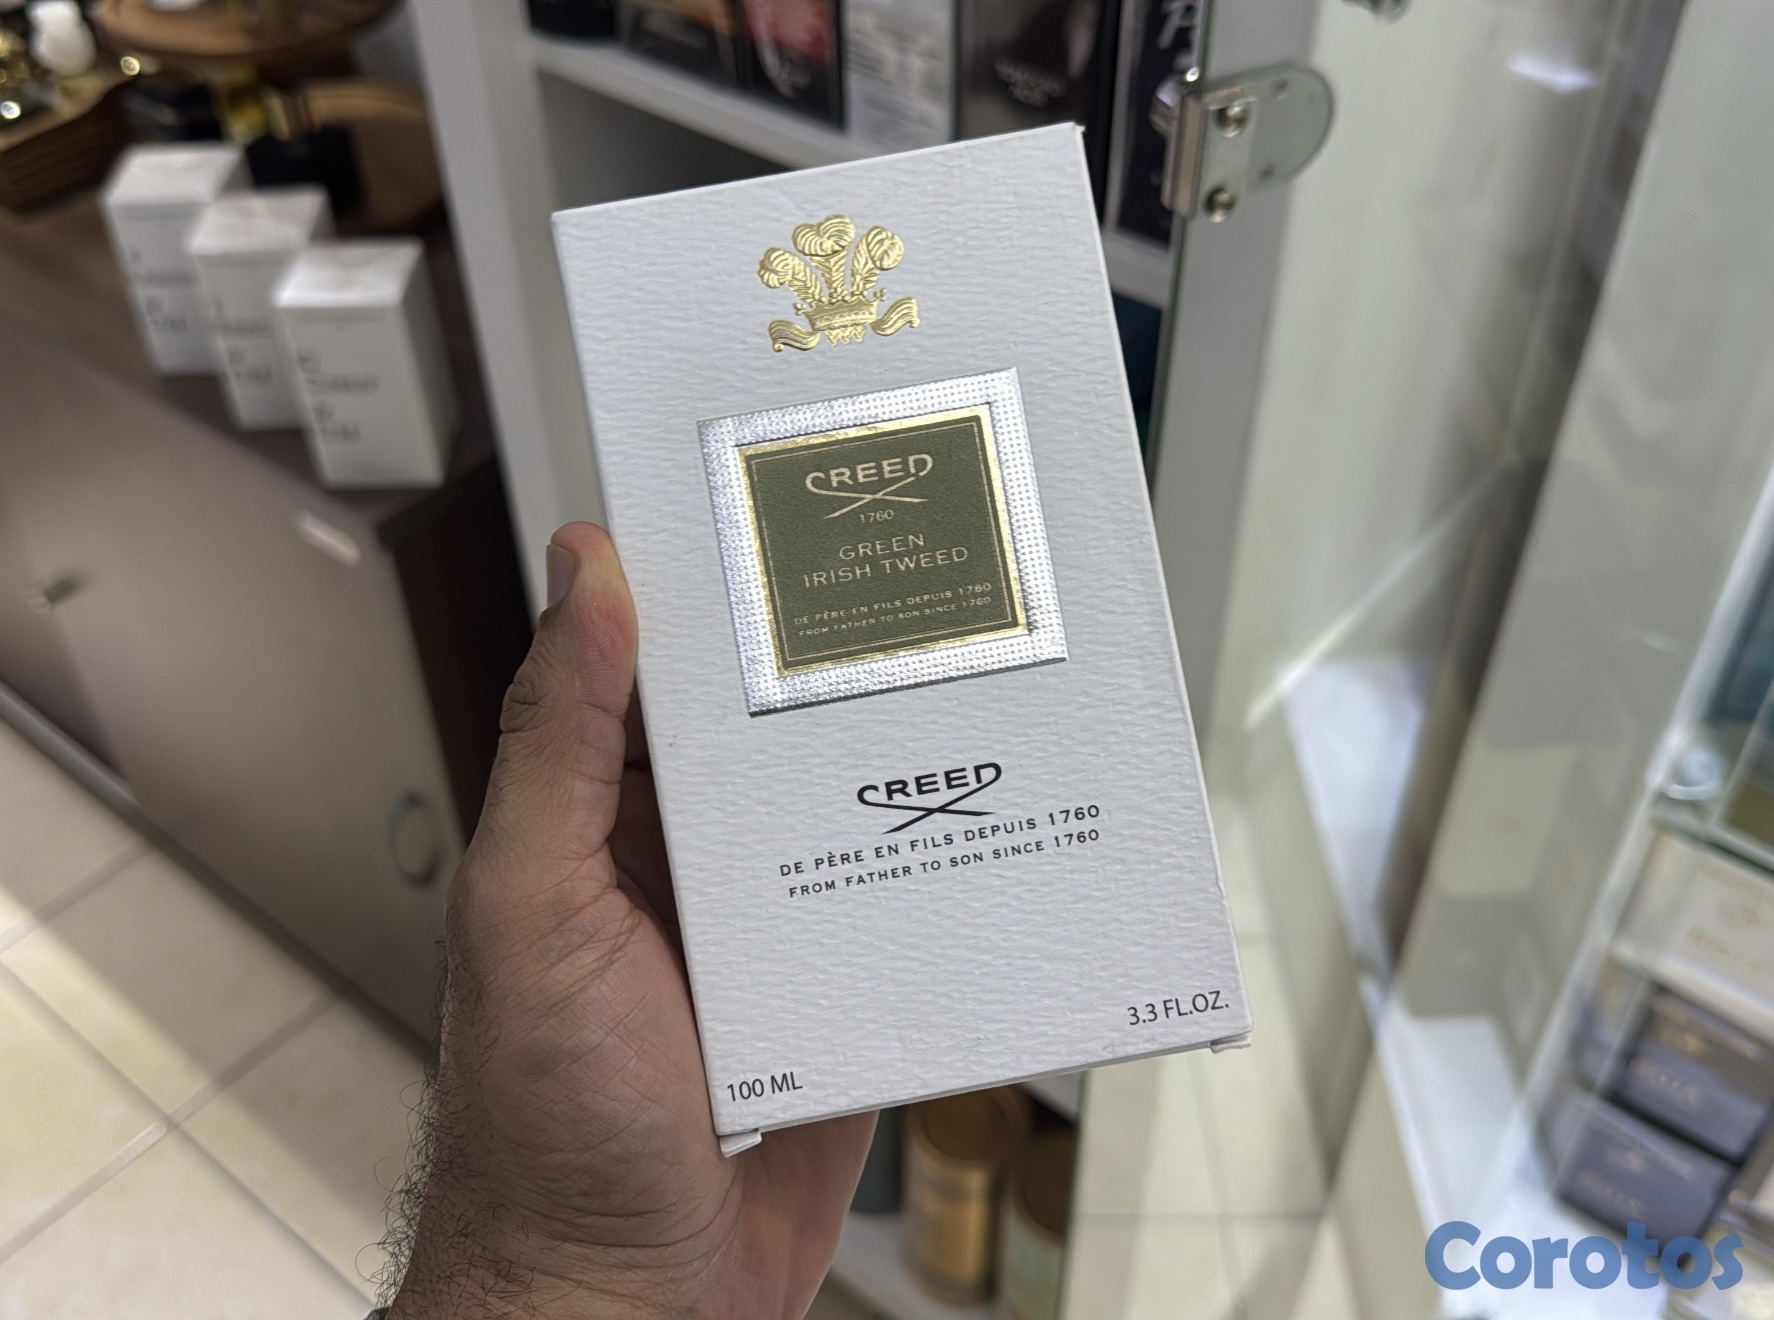 CREED
1760
GREEN
IRISH TWEED
DE PÈRE EN FILS DEPUIS 1760
FROM FATHER TO SON SINCE 1760
CREED
DE PÈRE EN FILS DEPUIS 1760
FROM FATHER TO SON SINCE 1760
3.3 FL.OZ.
100 ML
Corotos